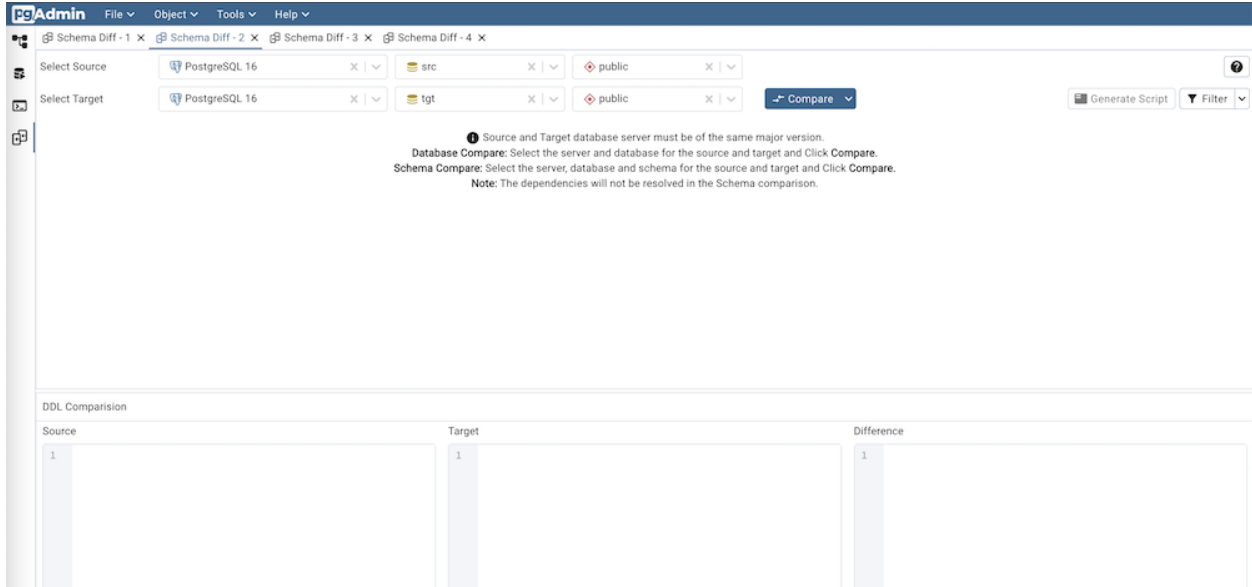 pgAdmin File Object Tools Help
Schema Diff - 1 Schema Diff - 2 Schema Diff - 3 Schema Diff - 4
Select Source PostgreSQL 16 src public
Select Target PostgreSQL 16 tgt public Compare Generate Script Filter
Source and Target database server must be of the same major version.
Database Compare: Select the server and database for the source and target and Click Compare.
Schema Compare: Select the server, database and schema for the source and target and Click Compare.
Note: The dependencies will not be resolved in the Schema comparison.
DDL Comparision
Source Target Difference
1 1 1